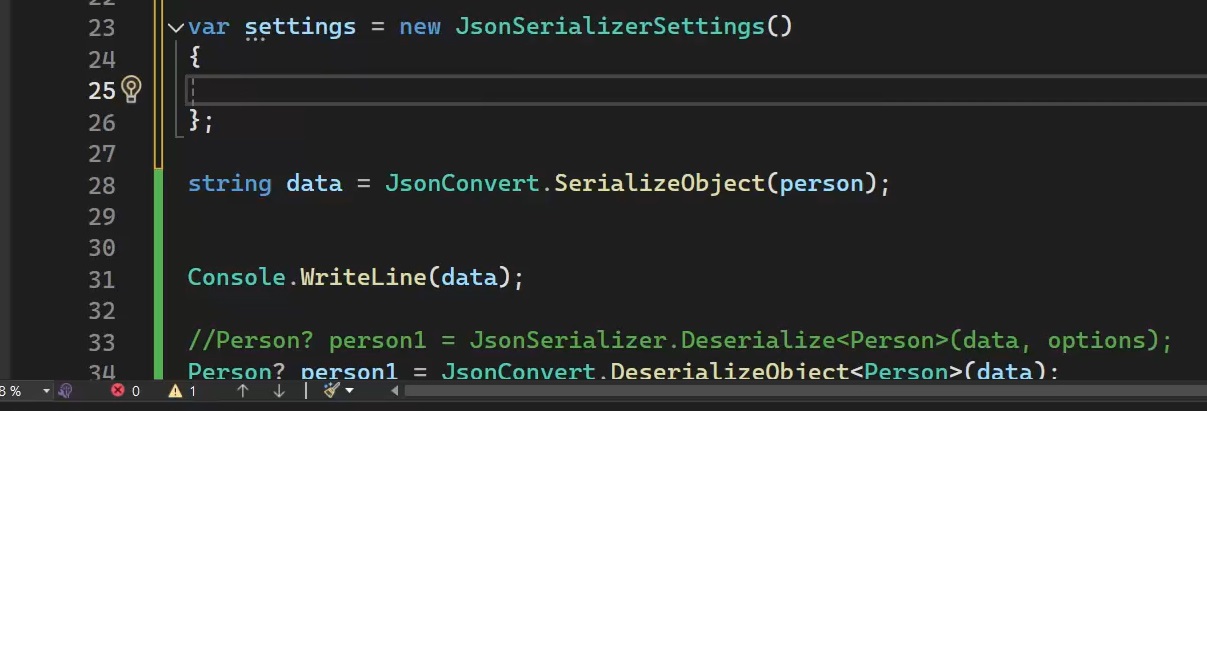 22
23 var settings = new JsonSerializerSettings()
24 {
25
26 };
27
28 string data = JsonConvert.SerializeObject(person);
29
30
31 Console.WriteLine(data);
32
33 //Person? person1 = JsonSerializer.Deserialize<Person>(data, options);
34 Person? person1 = JsonConvert.DeserializeObject<Person>(data);
8 % 0 1